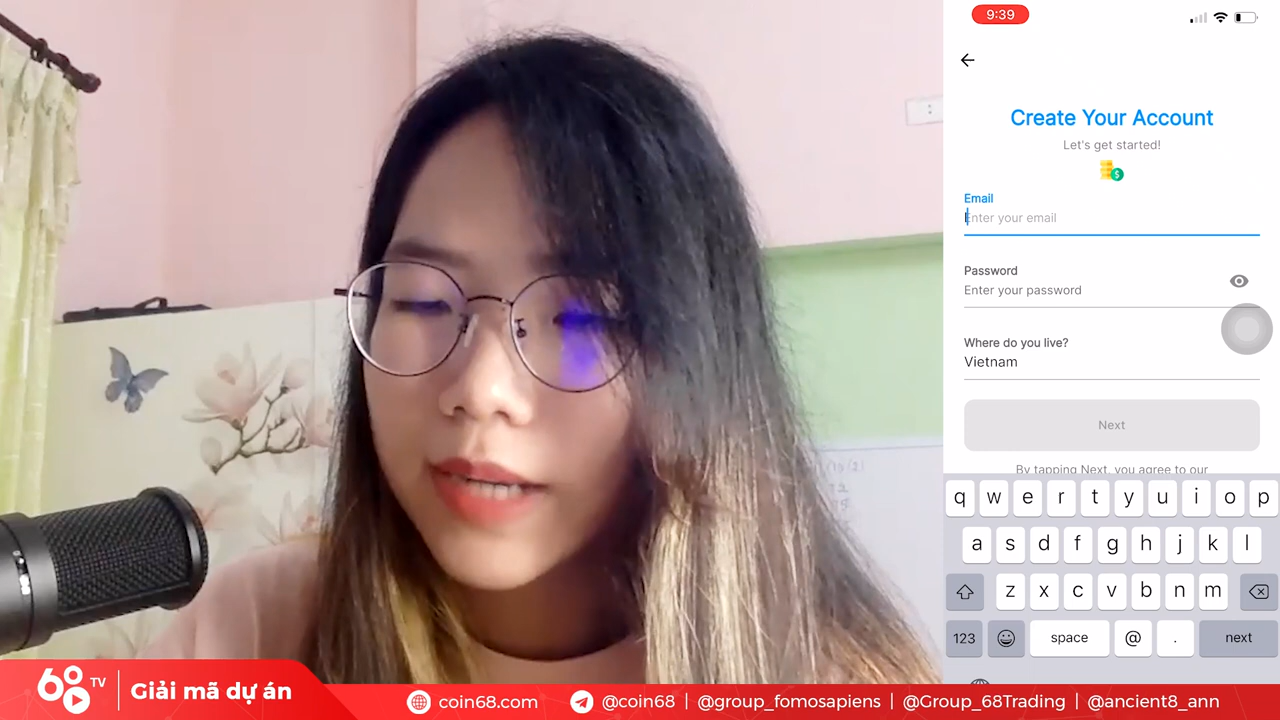 9:39
Create Your Account
Let's get started!
Email
Enter your email
Password
Enter your password
Where do you live?
Vietnam
Next
By tapping Next, you agree to our
q w e r t y u i o p
a s d f g h j k l
z x c v b n m
123 space @ . next
68 TV Giải mã dự án
coin68.com @coin68 | @group_fomosapiens | @Group_68Trading | @ancient8_ann